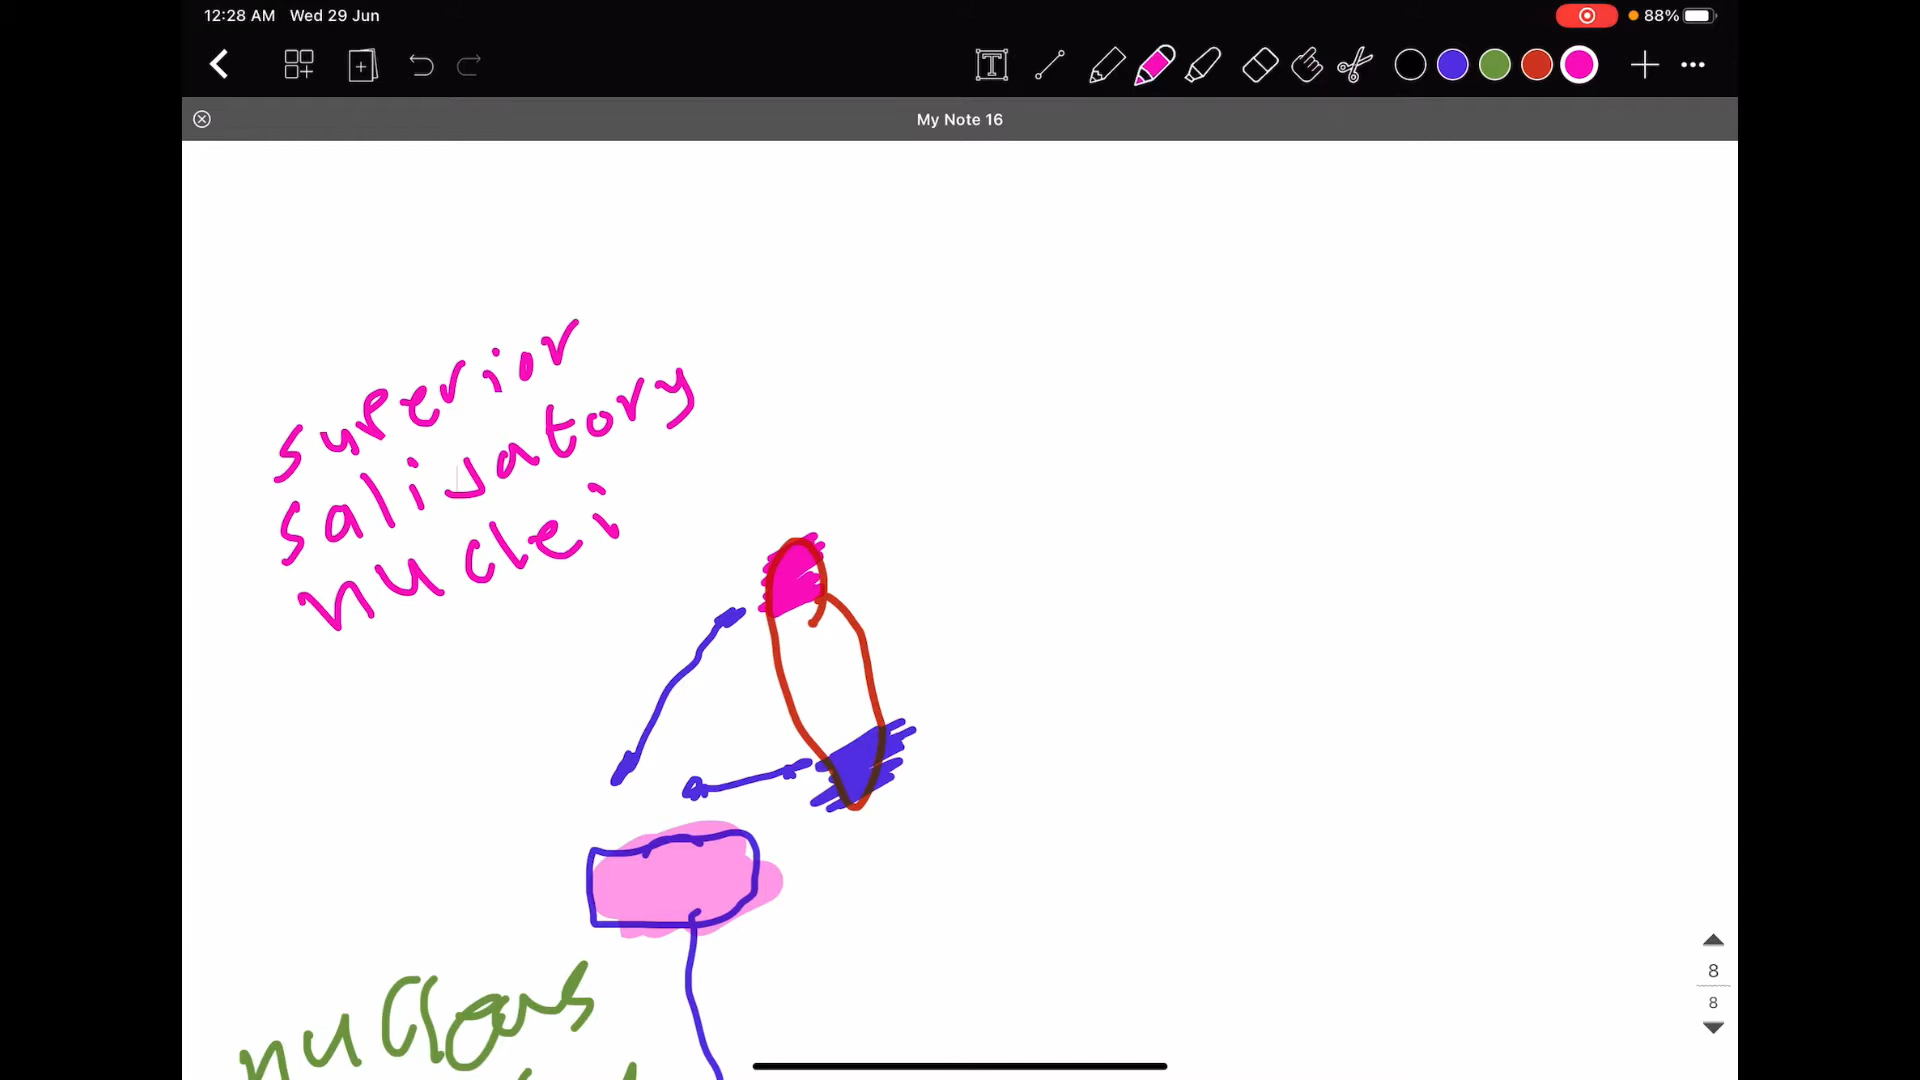 12:28 AM Wed 29 Jun
88%
T
My Note 16
superior
salivatory
nuclei
8
8
nucleus